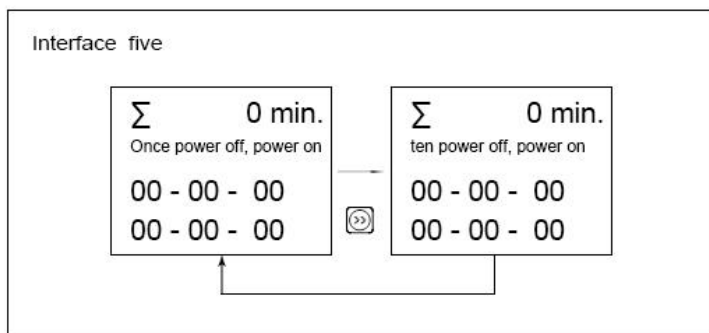 Interface five
∑ 0 min.
Once power off, power on
00 - 00 - 00
00 - 00 - 00
∑ 0 min.
ten power off, power on
00 - 00 - 00
00 - 00 - 00
>>